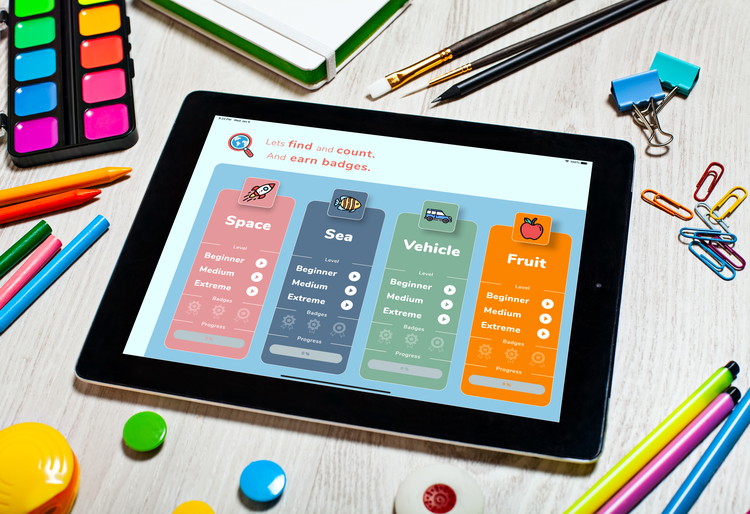 Lets find and count.
And earn badges.
Space
Level
Beginner
Medium
Extreme
Badges
Progress
Sea
Level
Beginner
Medium
Extreme
Badges
Progress
0%
Vehicle
Level
Beginner
Medium
Extreme
Badges
Progress
0%
Fruit
Level
Beginner
Medium
Extreme
Badges
Progress
0%